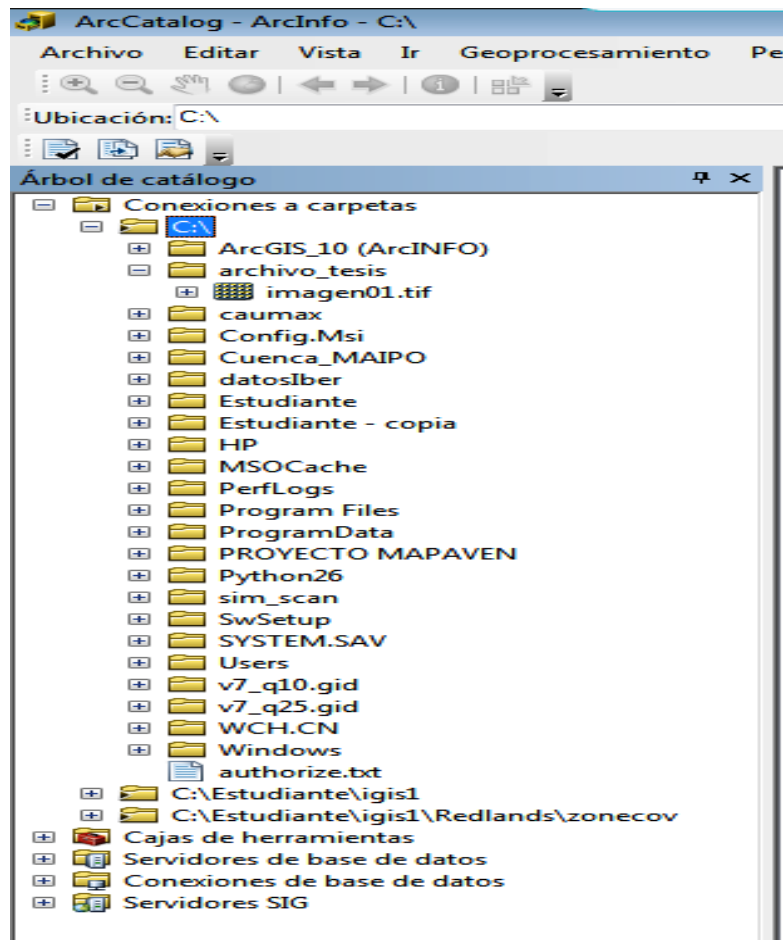 ArcCatalog - ArcInfo - C:\
Archivo Editar Vista Ir Geoprocesamiento Pe
Ubicación: C:\
Árbol de catálogo
Conexiones a carpetas
C:\
ArcGIS_10 (ArcINFO)
archivo_tesis
imagen01.tif
caumax
Config.Msi
Cuenca_MAIPO
datosIber
Estudiante
Estudiante - copia
HP
MSOCache
PerfLogs
Program Files
ProgramData
PROYECTO MAPAVEN
Python26
sim_scan
SwSetup
SYSTEM.SAV
Users
v7_q10.gid
v7_q25.gid
WCH.CN
Windows
authorize.txt
C:\Estudiante\igis1
C:\Estudiante\igis1\Redlands\zonecov
Cajas de herramientas
Servidores de base de datos
Conexiones de base de datos
Servidores SIG